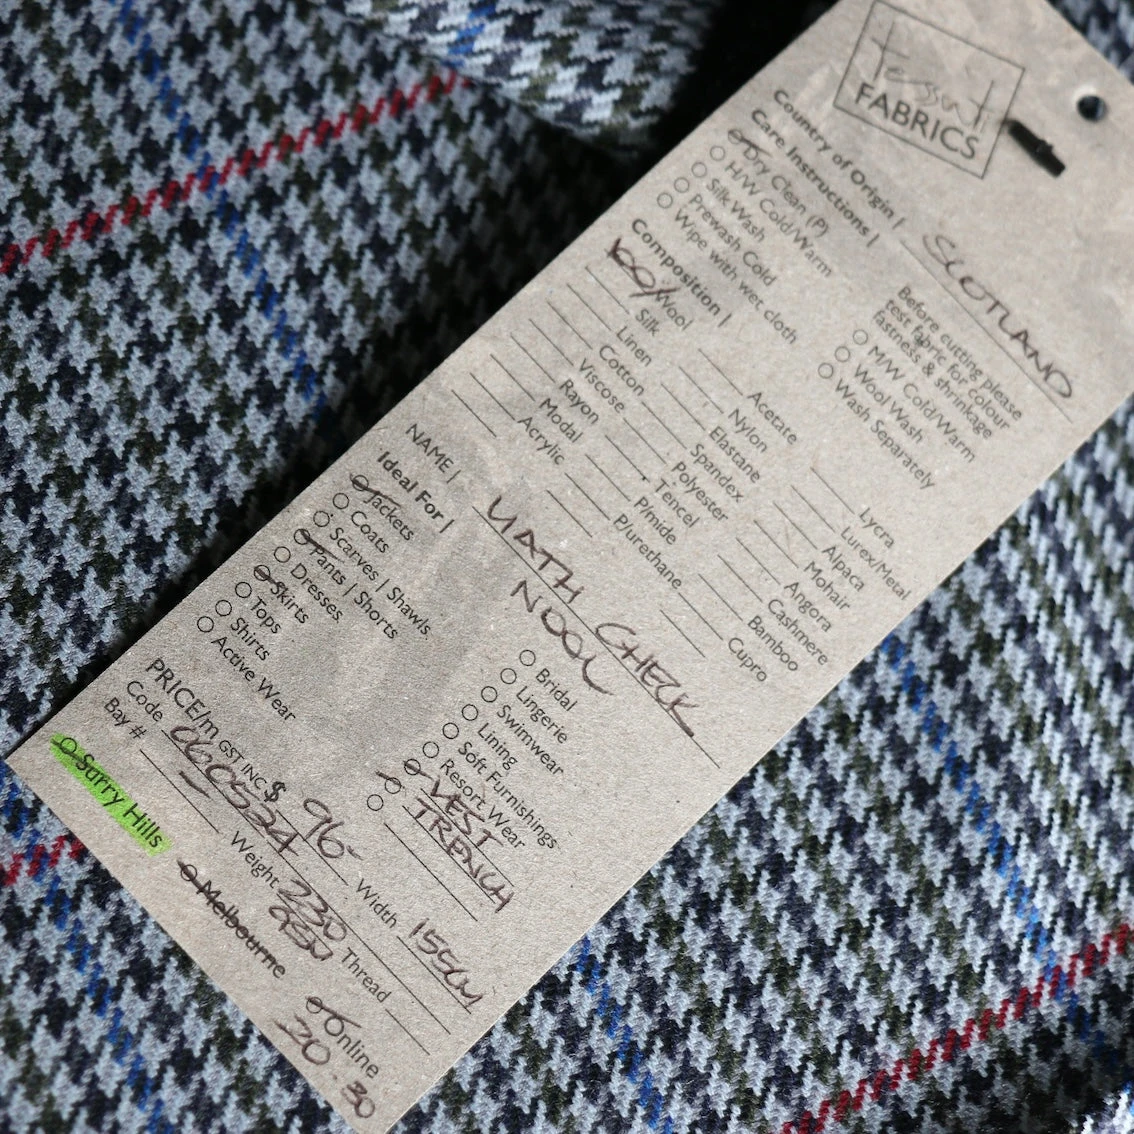 Tessuti
FABRICS
Country of Origin | SCOTLAND
Care Instructions |
Dry Clean (P)
H/W Cold/Warm
Silk Wash
Prewash Cold
Wipe with wet cloth
Before cutting please
test fabric for colour
fastness & shrinkage
M/W Cold/Warm
Wool Wash
Wash Separately
Composition |
100% Wool
Silk
Linen
Cotton
Viscose
Rayon
Modal
Acrylic
Acetate
Nylon
Elastane
Spandex
Polyester
Tencel
P/mide
P/urethane
Lycra
Lurex/Metal
Alpaca
Mohair
Angora
Cashmere
Bamboo
Cupro
NAME | UATH CHECK
WOOL
Ideal For |
Jackets
Coats
Scarves | Shawls
Pants | Shorts
Dresses
Skirts
Tops
Shirts
Active Wear
Bridal
Lingerie
Swimwear
Lining
Soft Furnishings
Resort Wear
VEST
TRENCH
PRICE/m GST INC $ 96- Width 155CM
Code 0600534 Weight 230 GSM Thread
Bay #
Surry Hills
Melbourne
Online
20.30